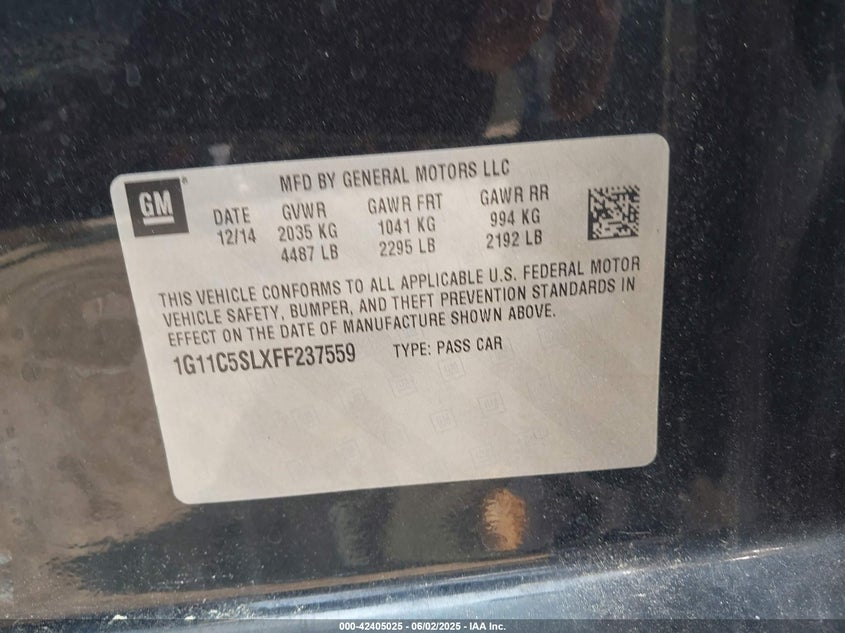 GM
MFD BY GENERAL MOTORS LLC
DATE GVWR GAWR FRT GAWR RR
12/14 2035 KG 1041 KG 994 KG
4487 LB 2295 LB 2192 LB
THIS VEHICLE CONFORMS TO ALL APPLICABLE U.S. FEDERAL MOTOR
VEHICLE SAFETY, BUMPER, AND THEFT PREVENTION STANDARDS IN
EFFECT ON THE DATE OF MANUFACTURE SHOWN ABOVE.
1G11C5SLXFF237559 TYPE: PASS CAR
000-42405025 - 06/02/2025 - IAA Inc.